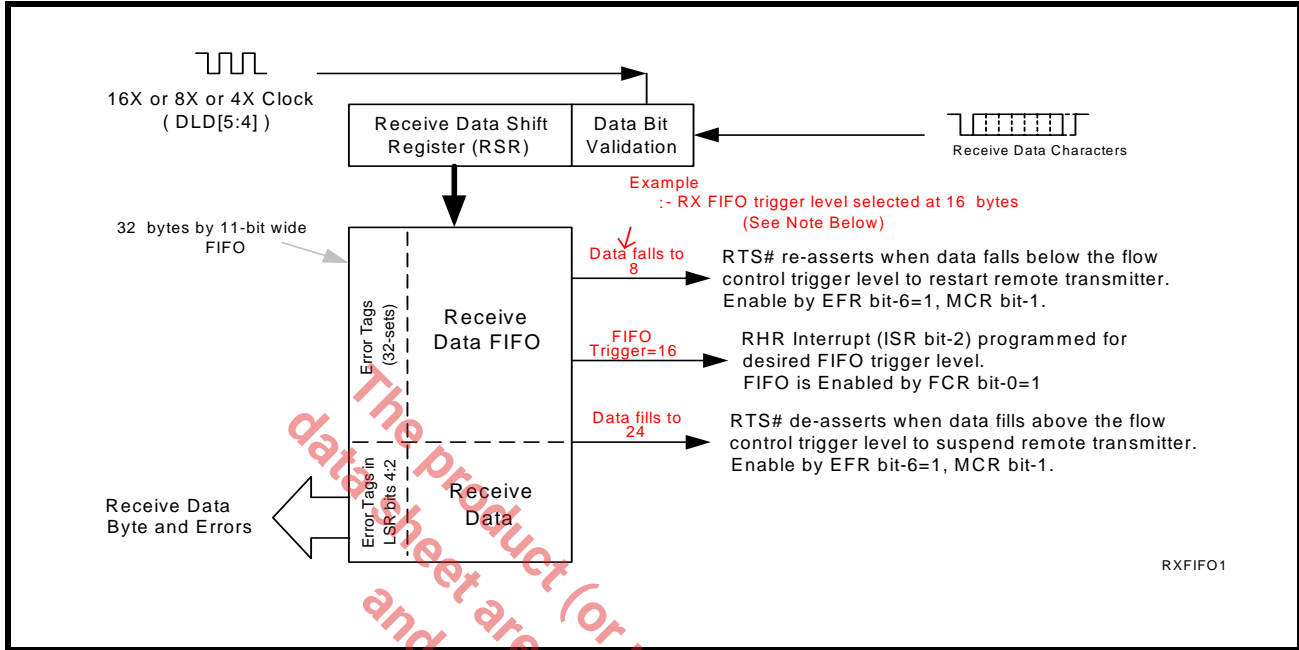 16X or 8X or 4X Clock
( DLD[5:4] )
Receive Data Shift
Register (RSR)
Data Bit
Validation
Receive Data Characters
Example
:- RX FIFO trigger level selected at 16 bytes
(See Note Below)
32 bytes by 11-bit wide
FIFO
Data falls to
8
RTS# re-asserts when data falls below the flow
control trigger level to restart remote transmitter.
Enable by EFR bit-6=1, MCR bit-1.
Error Tags
(32-sets)
Receive
Data FIFO
FIFO
Trigger=16
RHR Interrupt (ISR bit-2) programmed for
desired FIFO trigger level.
FIFO is Enabled by FCR bit-0=1
Data fills to
24
RTS# de-asserts when data fills above the flow
control trigger level to suspend remote transmitter.
Enable by EFR bit-6=1, MCR bit-1.
Error Tags in
LSR bits 4:2
Receive
Data
Receive Data
Byte and Errors
RXFIFO1
The product (or
data sheet are
and